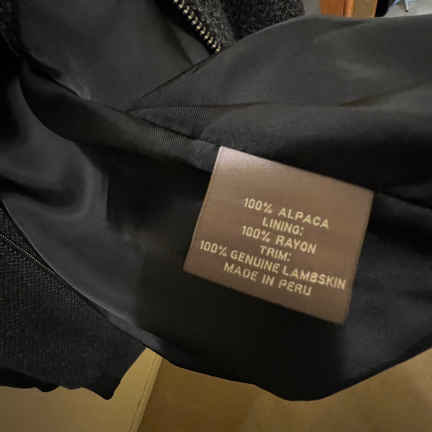 100% ALPACA
LINING:
100% RAYON
TRIM:
100% GENUINE LAMBSKIN
MADE IN PERU